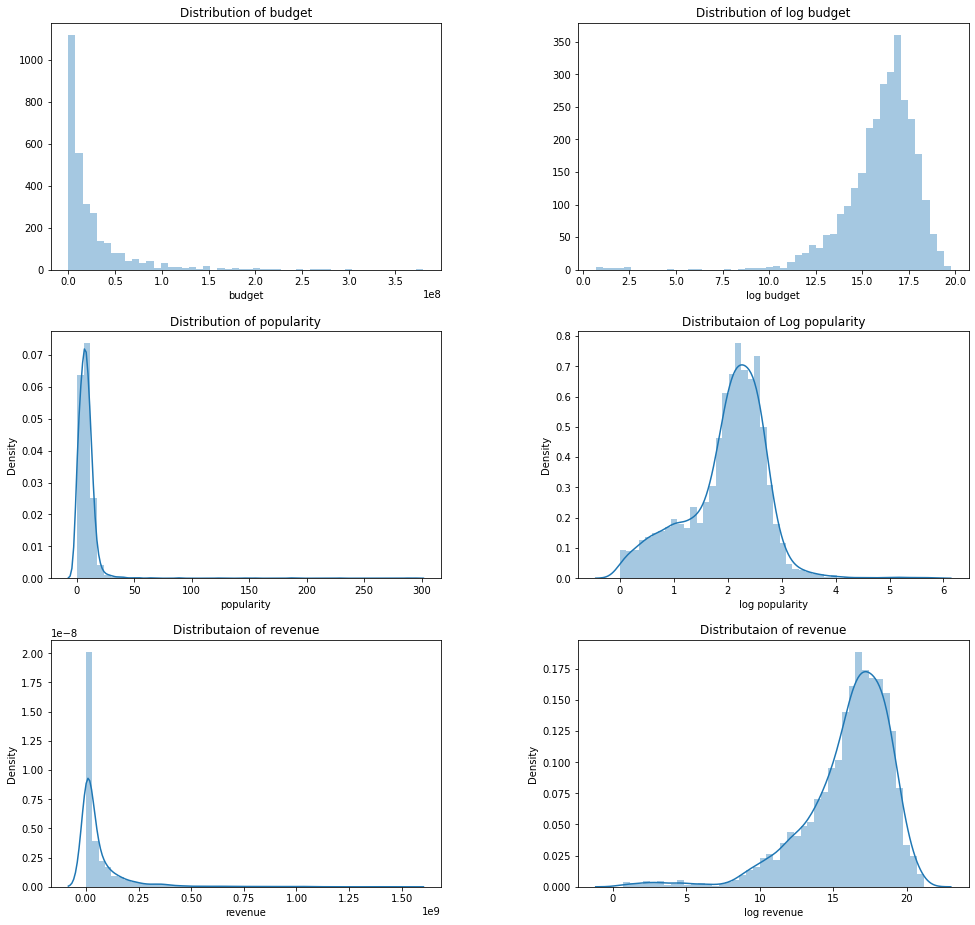 Distribution of budget
1000
800
600
400
200
0
0.0 0.5 1.0 1.5 2.0 2.5 3.0 3.5
1e8
budget
Distribution of log budget
350
300
250
200
150
100
50
0
0.0 2.5 5.0 7.5 10.0 12.5 15.0 17.5 20.0
log budget
Distribution of popularity
0.07
0.06
0.05
0.04
0.03
0.02
0.01
0.00
Density
0 50 100 150 200 250 300
popularity
Distributaion of Log popularity
0.8
0.7
0.6
0.5
0.4
0.3
0.2
0.1
0.0
Density
0 1 2 3 4 5 6
log popularity
Distributaion of revenue
1e−8
2.00
1.75
1.50
1.25
1.00
0.75
0.50
0.25
0.00
Density
0.00 0.25 0.50 0.75 1.00 1.25 1.50
1e9
revenue
Distributaion of revenue
0.175
0.150
0.125
0.100
0.075
0.050
0.025
0.000
Density
0 5 10 15 20
log revenue